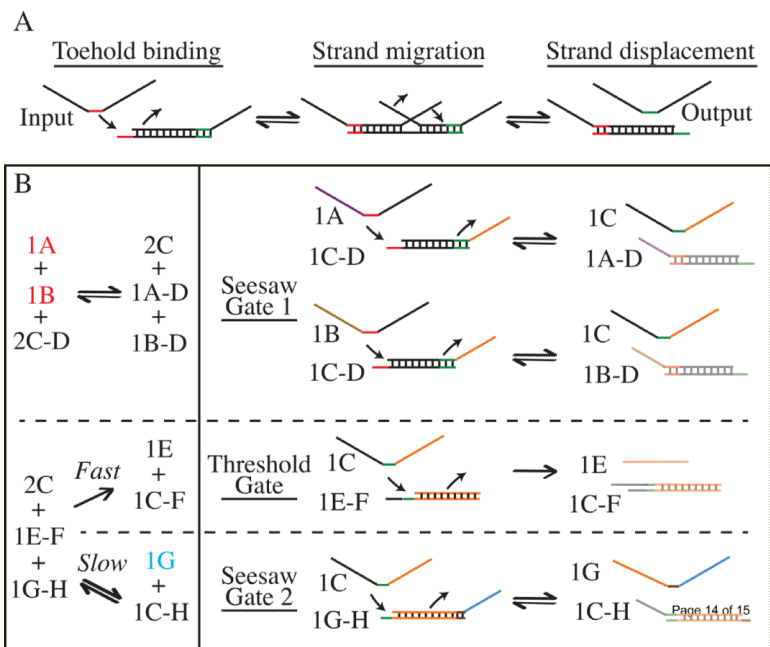 A
Toehold binding Strand migration Strand displacement
Input
Output
B
1A
+
1B
+
2C-D
2C
+
1A-D
+
1B-D
Seesaw
Gate 1
1A
1C-D
1C
1A-D
1B
1C-D
1C
1B-D
2C
+
1E-F
+
1G-H
Fast
1E
+
1C-F
Slow
1G
+
1C-H
Threshold
Gate
1C
1E-F
1E
1C-F
Seesaw
Gate 2
1C
1G-H
1G
1C-H
Page 14 of 15